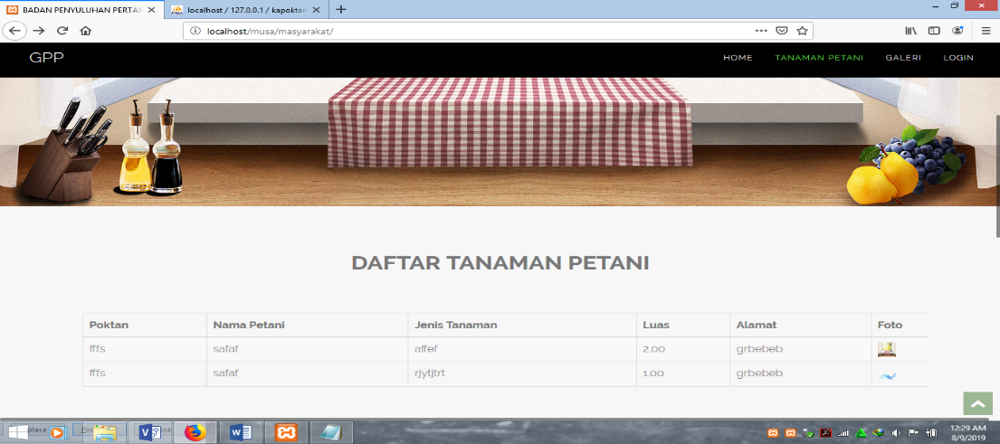 BADAN PENYULUHAN PERTAN
localhost / 127.0.0.1 / kapoktan
localhost/musa/masyarakat/
GPP
HOME TANAMAN PETANI GALERI LOGIN
DAFTAR TANAMAN PETANI
Poktan Nama Petani Jenis Tanaman Luas Alamat Foto
fffs safaf affef 2.00 grbebeb
fffs safaf rjytjtrt 1.00 grbebeb
12:29 AM
8/9/2019